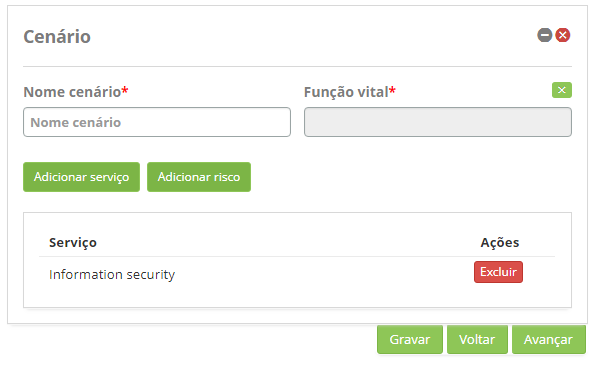 Cenário
Nome cenário*
Função vital*
Nome cenário
Adicionar serviço
Adicionar risco
Serviço
Ações
Information security
Excluir
Gravar
Voltar
Avançar